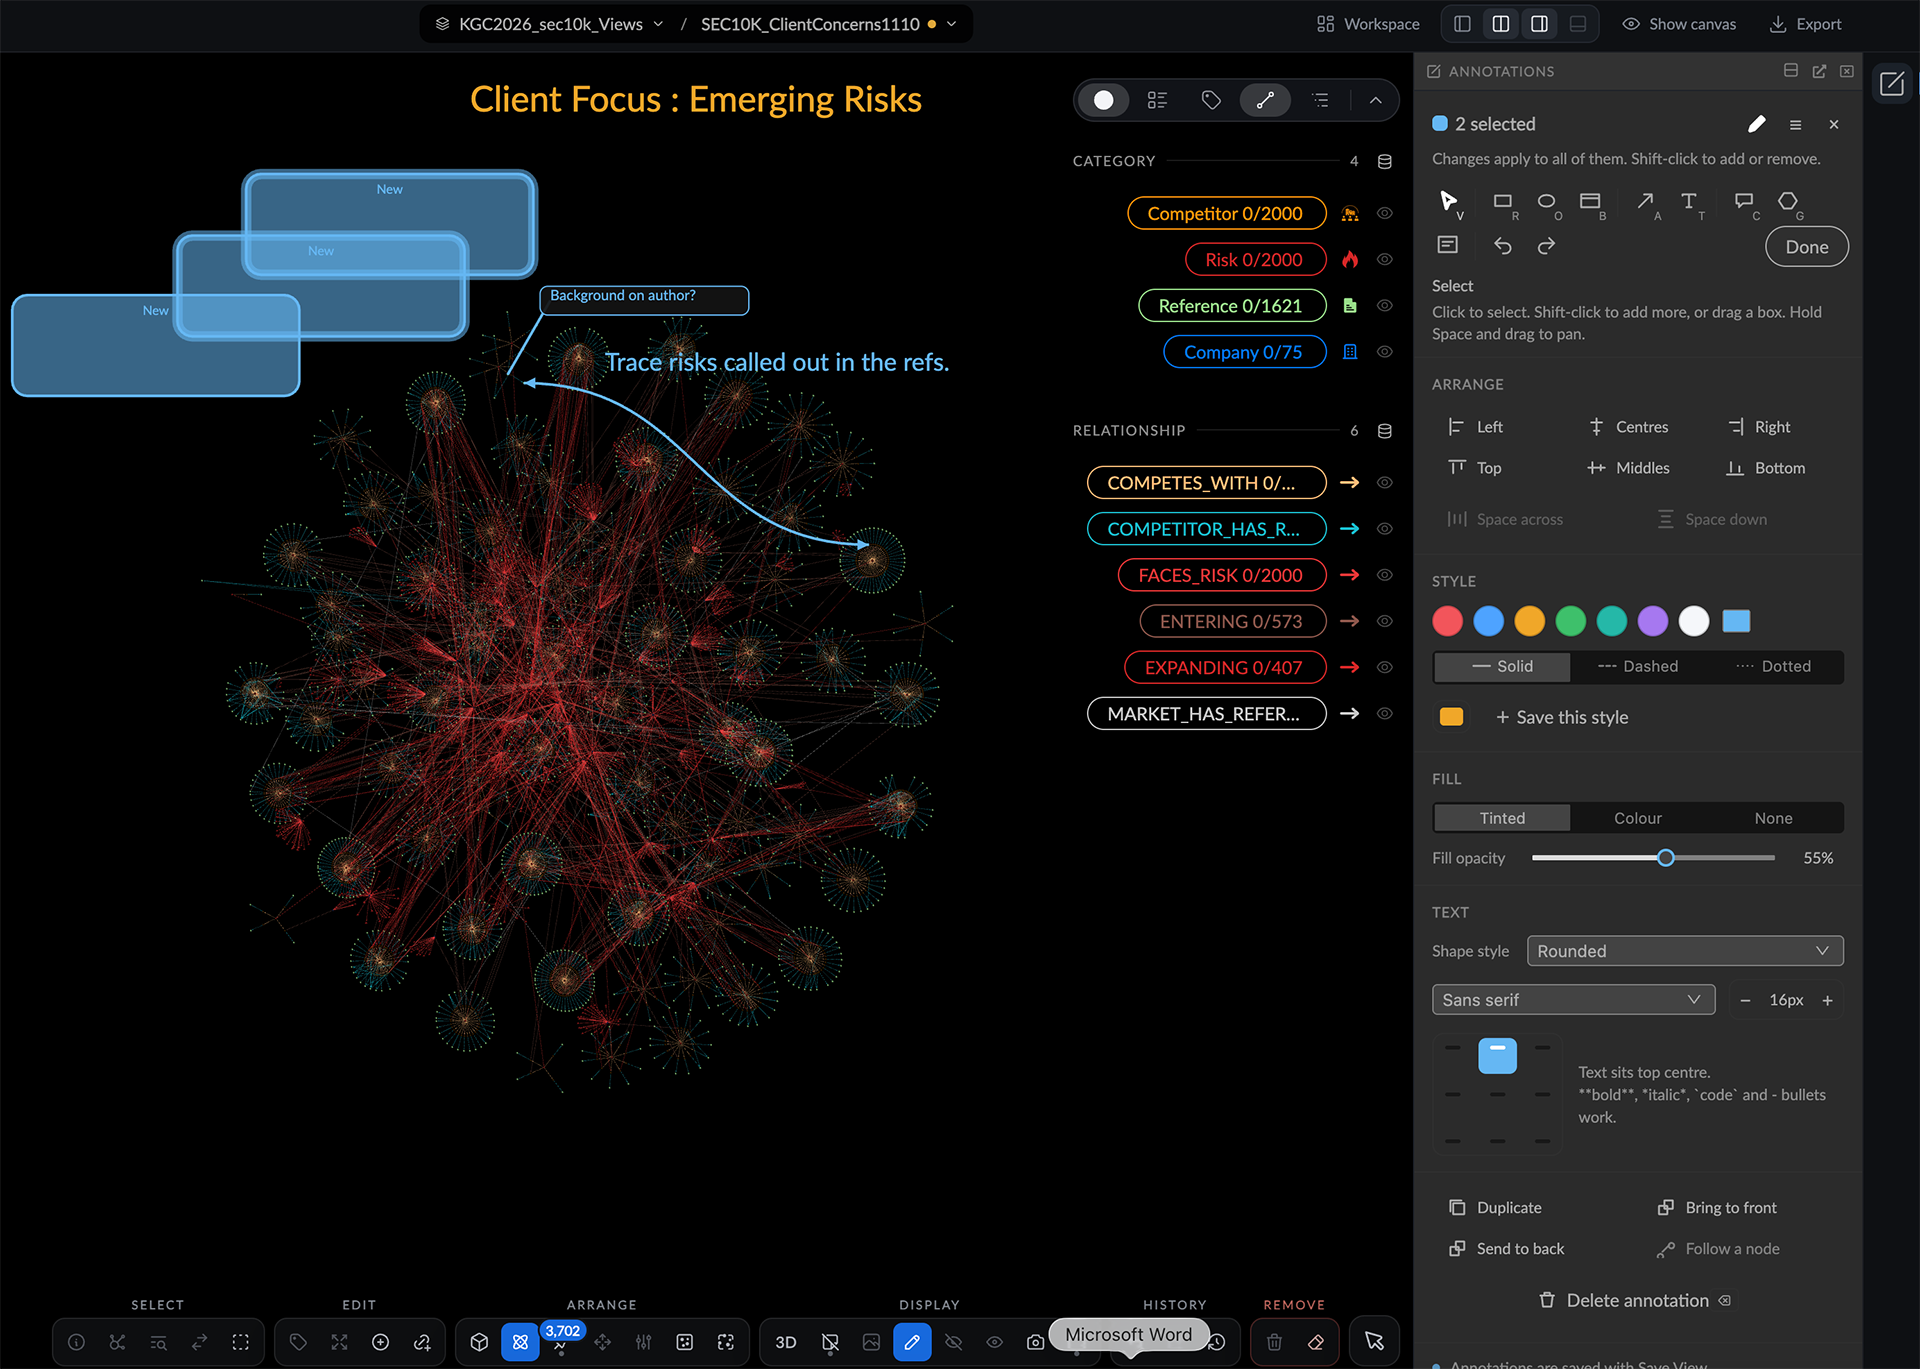 KGC2026_sec10k_Views / SEC10K_ClientConcerns1110
Workspace
Show canvas
Export
Client Focus : Emerging Risks
New
New
New
Background on author?
Trace risks called out in the refs.
CATEGORY 4
Competitor 0/2000
Risk 0/2000
Reference 0/1621
Company 0/75
RELATIONSHIP 6
COMPETES_WITH 0/...
COMPETITOR_HAS_R...
FACES_RISK 0/2000
ENTERING 0/573
EXPANDING 0/407
MARKET_HAS_REFER...
ANNOTATIONS
2 selected
Changes apply to all of them. Shift-click to add or remove.
V R O B A T C G
Done
Select
Click to select. Shift-click to add more, or drag a box. Hold
Space and drag to pan.
ARRANGE
Left Centres Right
Top Middles Bottom
Space across Space down
STYLE
Solid Dashed Dotted
+ Save this style
FILL
Tinted Colour None
Fill opacity 55%
TEXT
Shape style Rounded
Sans serif − 16px +
Text sits top centre.
**bold**, *italic*, `code` and - bullets
work.
Duplicate Bring to front
Send to back Follow a node
Delete annotation
Annotations are saved with Save View
SELECT EDIT ARRANGE DISPLAY HISTORY REMOVE
3,702
3D
Microsoft Word